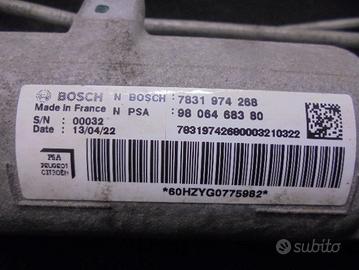 BOSCH N BOSCH: 7831 974 268
Made in France N PSA : 98 064 683 80
S/N : 00032
Date : 13/04/22 78319742680003210322
PSA
PEUGEOT
CITROËN
*60HZYG0775982*
subito